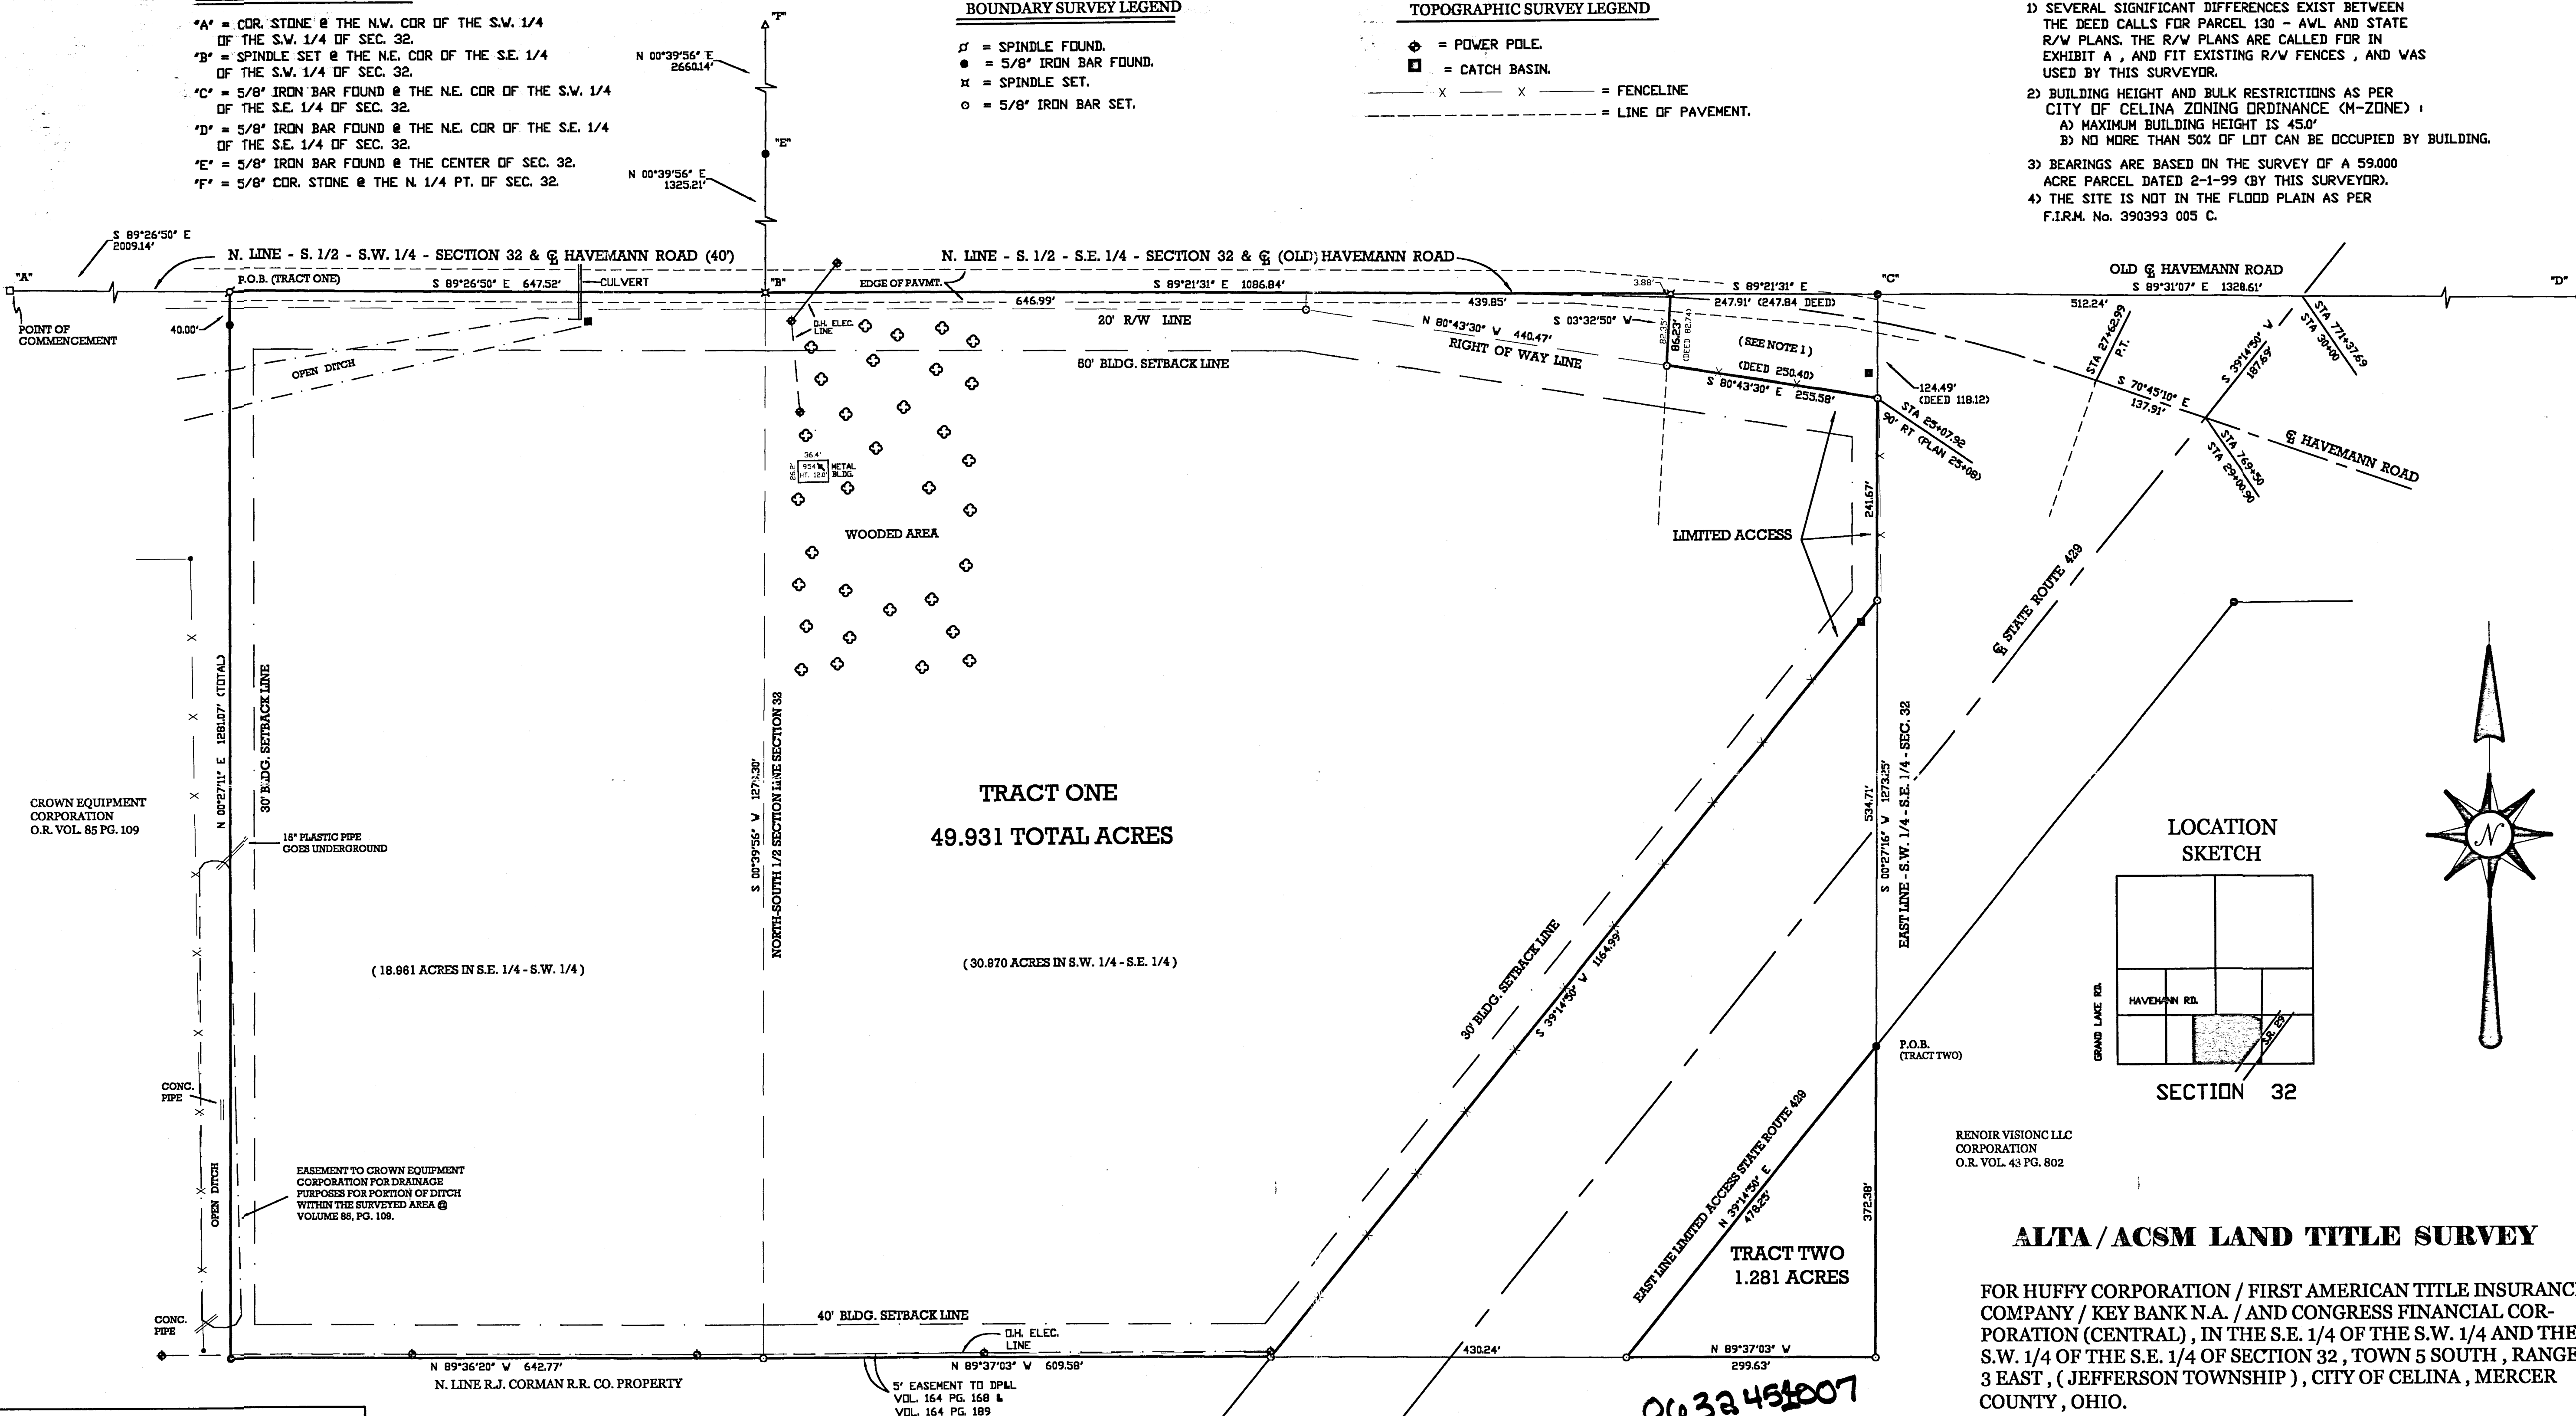 "A" = COR. STONE @ THE N.W. COR OF THE S.W. 1/4
OF THE S.W. 1/4 OF SEC. 32.
"B" = SPINDLE SET @ THE N.E. COR OF THE S.E. 1/4
OF THE S.W. 1/4 OF SEC. 32.
"C" = 5/8" IRON BAR FOUND @ THE N.E. COR OF THE S.W. 1/4
OF THE S.E. 1/4 OF SEC. 32.
"D" = 5/8" IRON BAR FOUND @ THE N.E. COR OF THE S.E. 1/4
OF THE S.E. 1/4 OF SEC. 32.
"E" = 5/8" IRON BAR FOUND @ THE CENTER OF SEC. 32.
"F" = 5/8" COR. STONE @ THE N. 1/4 PT. OF SEC. 32.
"F"
N 00°39'56" E
2660.14'
"E"
N 00°39'56" E
1325.21'
BOUNDARY SURVEY LEGEND
= SPINDLE FOUND.
= 5/8" IRON BAR FOUND.
= SPINDLE SET.
= 5/8" IRON BAR SET.
TOPOGRAPHIC SURVEY LEGEND
= POWER POLE.
= CATCH BASIN.
X X = FENCELINE
= LINE OF PAVEMENT.
1) SEVERAL SIGNIFICANT DIFFERENCES EXIST BETWEEN
THE DEED CALLS FOR PARCEL 130 - AWL AND STATE
R/W PLANS. THE R/W PLANS ARE CALLED FOR IN
EXHIBIT A , AND FIT EXISTING R/W FENCES , AND WAS
USED BY THIS SURVEYOR.
2) BUILDING HEIGHT AND BULK RESTRICTIONS AS PER
CITY OF CELINA ZONING ORDINANCE (M-ZONE) :
A) MAXIMUM BUILDING HEIGHT IS 45.0'
B) NO MORE THAN 50% OF LOT CAN BE OCCUPIED BY BUILDING.
3) BEARINGS ARE BASED ON THE SURVEY OF A 59.000
ACRE PARCEL DATED 2-1-99 (BY THIS SURVEYOR).
4) THE SITE IS NOT IN THE FLOOD PLAIN AS PER
F.I.R.M. No. 390393 005 C.
S 89°26'50" E
2009.14'
N. LINE - S. 1/2 - S.W. 1/4 - SECTION 32 & ℄ HAVEMANN ROAD (40')
N. LINE - S. 1/2 - S.E. 1/4 - SECTION 32 & ℄ (OLD) HAVEMANN ROAD
OLD ℄ HAVEMANN ROAD
"A"
P.O.B. (TRACT ONE)
S 89°26'50" E 647.52'
CULVERT
"B"
EDGE OF PAVMT.
S 89°21'31" E 1086.84'
3.88'
S 89°21'31" E
"C"
S 89°31'07" E 1328.61'
"D"
POINT OF
COMMENCEMENT
40.00'
646.99'
439.85'
247.91' (247.84 DEED)
512.24'
O.H. ELEC.
LINE
20' R/W LINE
S 03°32'50" W
82.35'
86.23'
(DEED 82.74)
N 80°43'30" W 440.47'
RIGHT OF WAY LINE
(SEE NOTE 1)
(DEED 250.40)
S 80°43'30" E 255.58'
OPEN DITCH
80' BLDG. SETBACK LINE
124.49'
(DEED 118.12)
STA 25+07.92
90' RT (PLAN 25+08)
STA 27+62.99
P.T.
S 39°14'50" W
187.69'
STA 771+37.69
STA 30+00
S 70°45'10" E
137.91'
STA 769+50
STA 29+00.90
℄ HAVEMANN ROAD
36.4'
26.2'
954
HT. 12.0'
METAL
BLDG.
WOODED AREA
LIMITED ACCESS
241.67'
℄ STATE ROUTE 429
N 00°27'11" E 1281.07' (TOTAL)
30' BLDG. SETBACK LINE
NORTH-SOUTH 1/2 SECTION LINE SECTION 32
TRACT ONE
49.931 TOTAL ACRES
534.71'
S 00°27'16" W 1273.25'
EAST LINE - S.W. 1/4 - S.E. 1/4 - SEC. 32
CROWN EQUIPMENT
CORPORATION
O.R. VOL. 85 PG. 109
18" PLASTIC PIPE
GOES UNDERGROUND
(18.961 ACRES IN S.E. 1/4 - S.W. 1/4)
(30.970 ACRES IN S.W. 1/4 - S.E. 1/4)
30' BLDG. SETBACK LINE
S 39°14'50" W 1164.99'
N
LOCATION
SKETCH
GRAND LAKE RD.
HAVEMANN RD.
S.R. 29
SECTION 32
P.O.B.
(TRACT TWO)
CONC.
PIPE
OPEN DITCH
EASEMENT TO CROWN EQUIPMENT
CORPORATION FOR DRAINAGE
PURPOSES FOR PORTION OF DITCH
WITHIN THE SURVEYED AREA @
VOLUME 85, PG. 109.
EAST LINE LIMITED ACCESS STATE ROUTE 429
N 39°14'50" E
478.25'
372.38'
TRACT TWO
1.281 ACRES
RENOIR VISIONC LLC
CORPORATION
O.R. VOL. 43 PG. 802
CONC.
PIPE
40' BLDG. SETBACK LINE
O.H. ELEC.
LINE
N 89°36'20" W 642.77'
N 89°37'03" W 609.58'
430.24'
N 89°37'03" W
299.63'
N. LINE R.J. CORMAN R.R. CO. PROPERTY
5' EASEMENT TO DP&L
VOL. 164 PG. 168 &
VOL. 164 PG. 189
ALTA/ACSM LAND TITLE SURVEY
FOR HUFFY CORPORATION / FIRST AMERICAN TITLE INSURANCE
COMPANY / KEY BANK N.A. / AND CONGRESS FINANCIAL COR-
PORATION (CENTRAL) , IN THE S.E. 1/4 OF THE S.W. 1/4 AND THE
S.W. 1/4 OF THE S.E. 1/4 OF SECTION 32 , TOWN 5 SOUTH , RANGE
3 EAST , ( JEFFERSON TOWNSHIP ) , CITY OF CELINA , MERCER
COUNTY , OHIO.